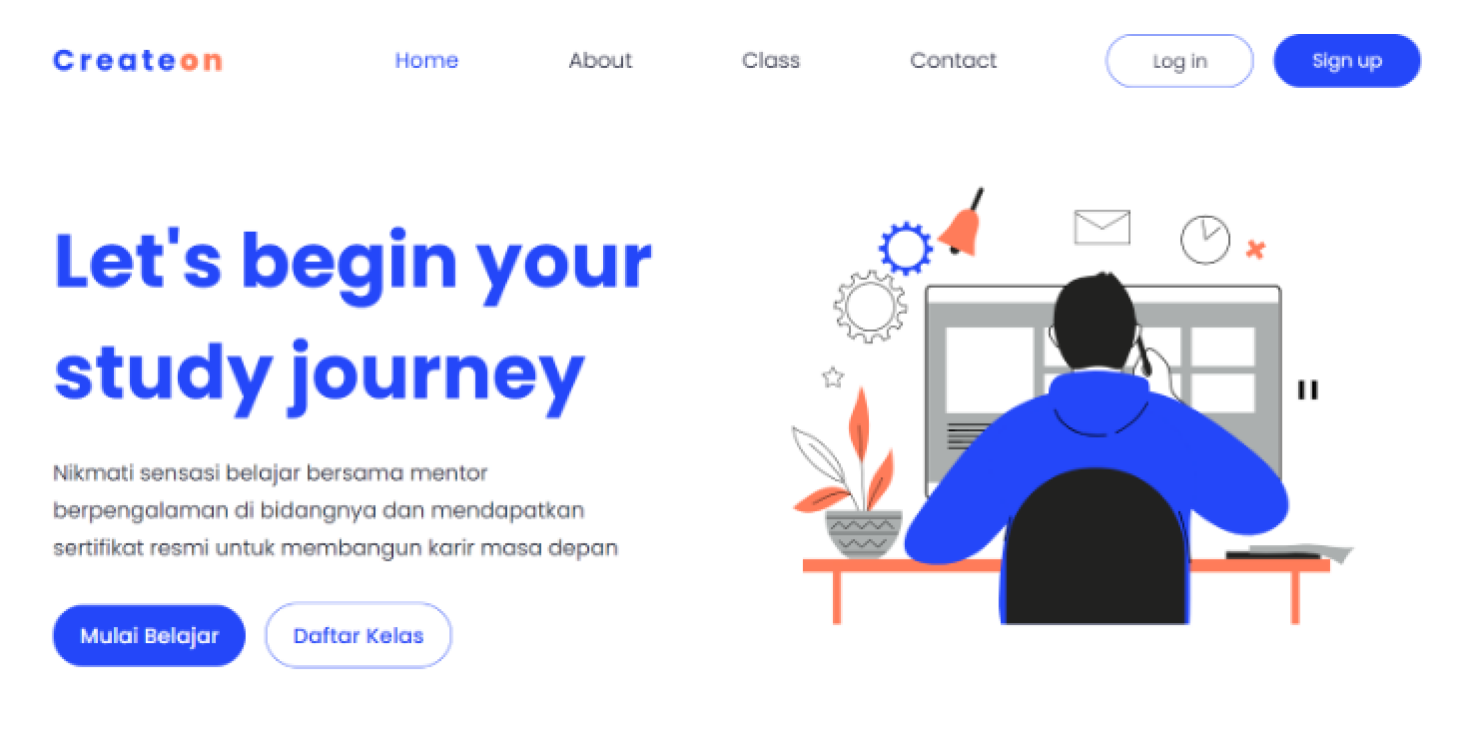 Createon
Home
About
Class
Contact
Log in
Sign up
Let's begin your
study journey
Nikmati sensasi belajar bersama mentor
berpengalaman di bidangnya dan mendapatkan
sertifikat resmi untuk membangun karir masa depan
Mulai Belajar
Daftar Kelas